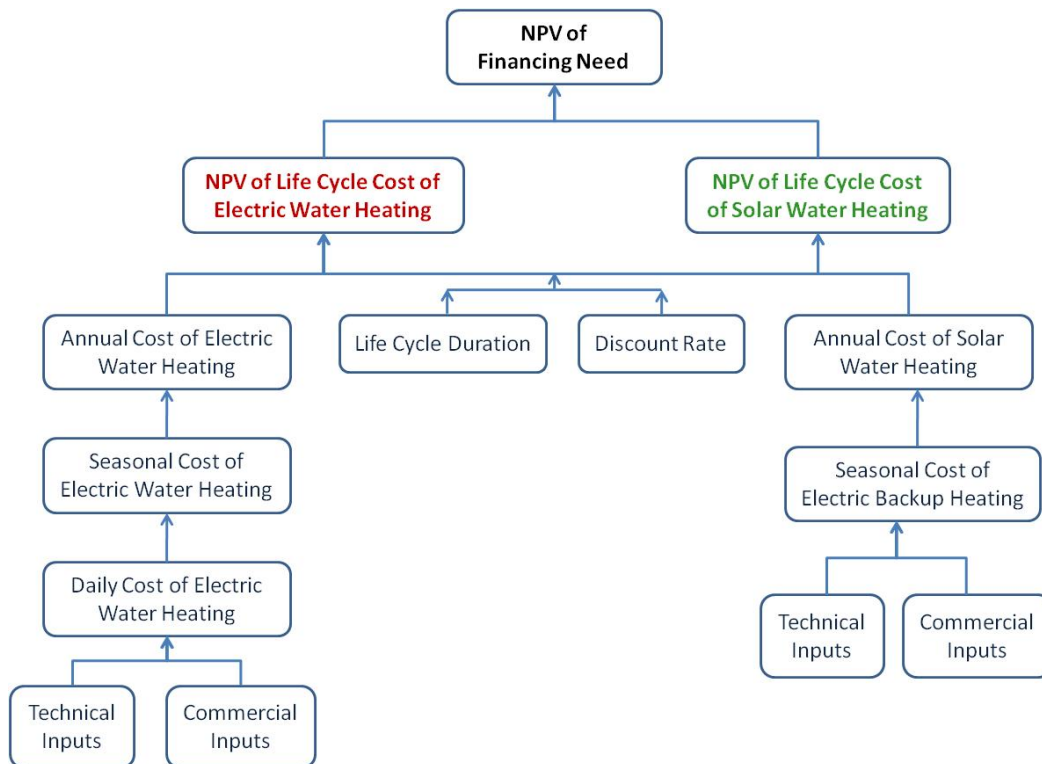 NPV of
Financing Need
NPV of Life Cycle Cost of
Electric Water Heating
NPV of Life Cycle Cost
of Solar Water Heating
Annual Cost of Electric
Water Heating
Life Cycle Duration
Discount Rate
Annual Cost of Solar
Water Heating
Seasonal Cost of
Electric Water Heating
Seasonal Cost of
Electric Backup Heating
Daily Cost of Electric
Water Heating
Technical
Inputs
Commercial
Inputs
Technical
Inputs
Commercial
Inputs